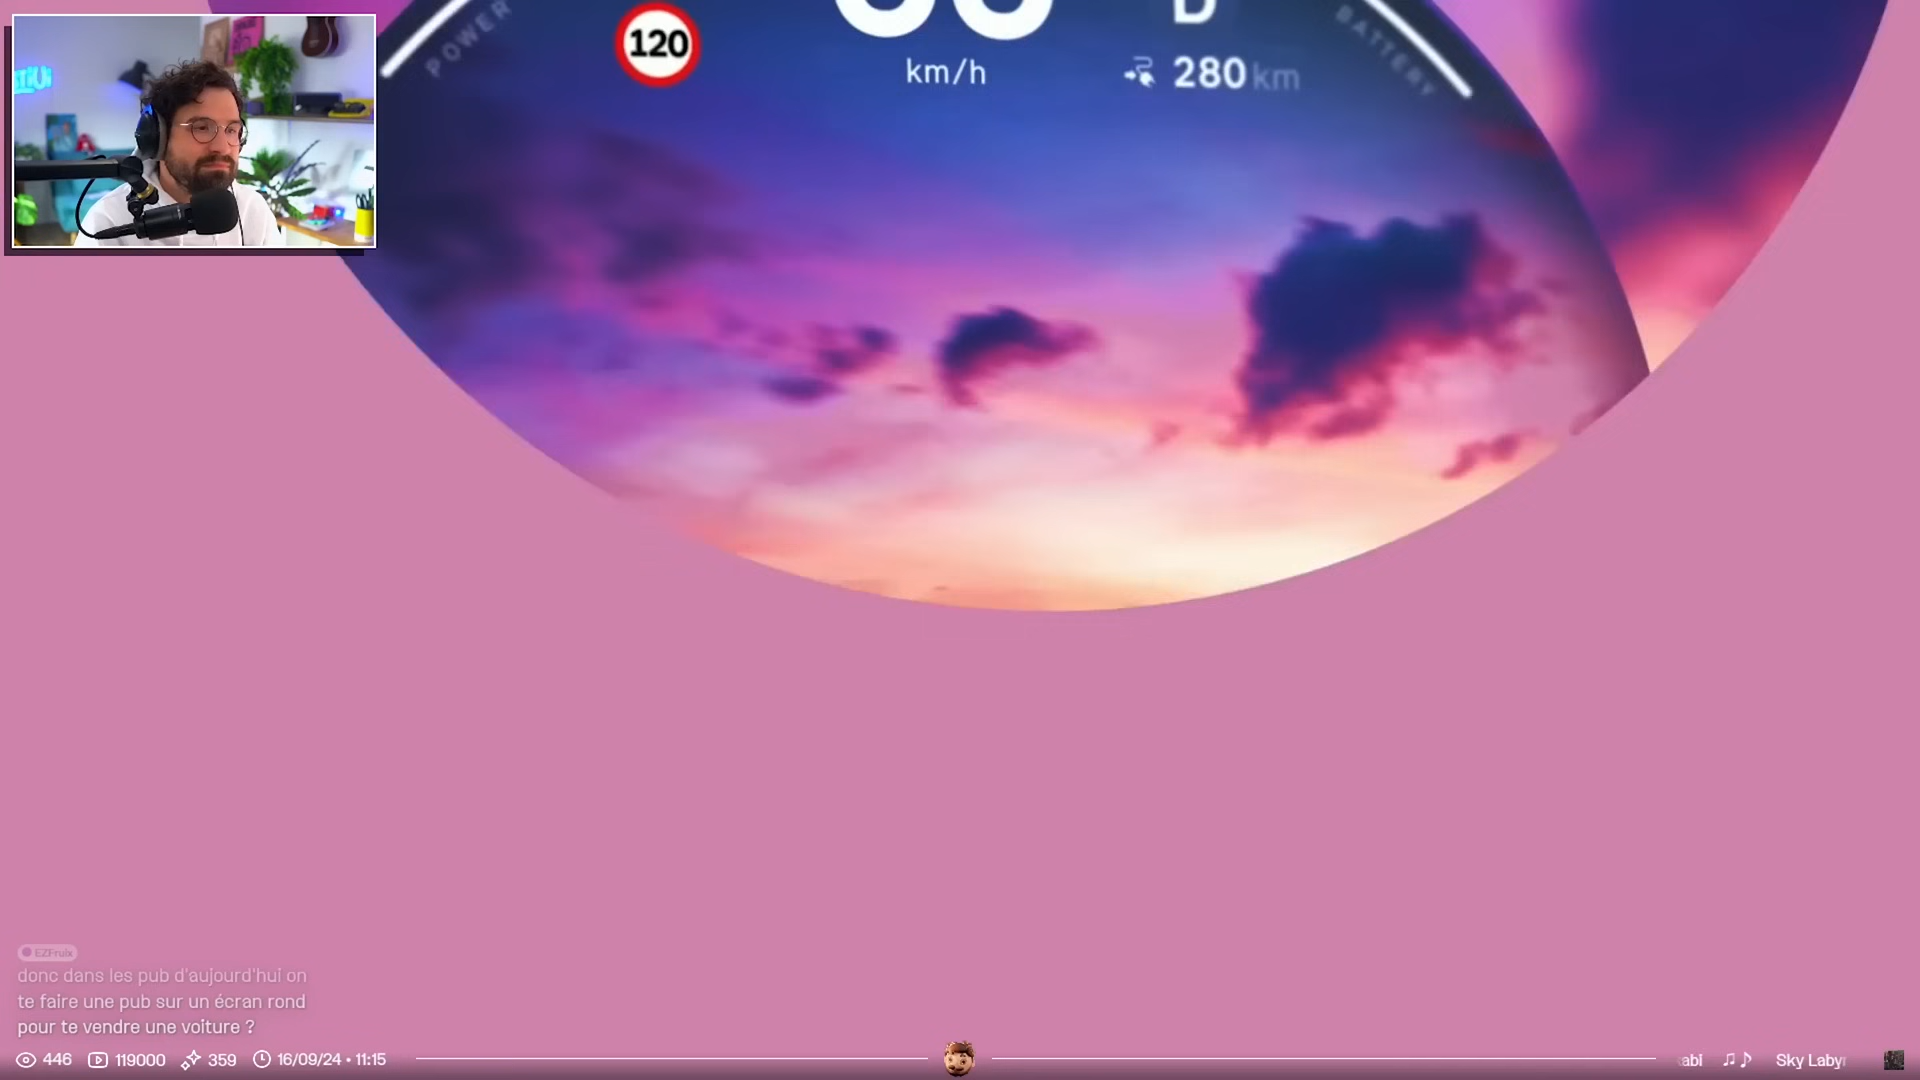 POWER
120
D
BATTERY
km/h
280 km
EZFruix
donc dans les pub d'aujourd'hui on
te faire une pub sur un écran rond
pour te vendre une voiture ?
446
119000
359
16/09/24 • 11:15
Sky